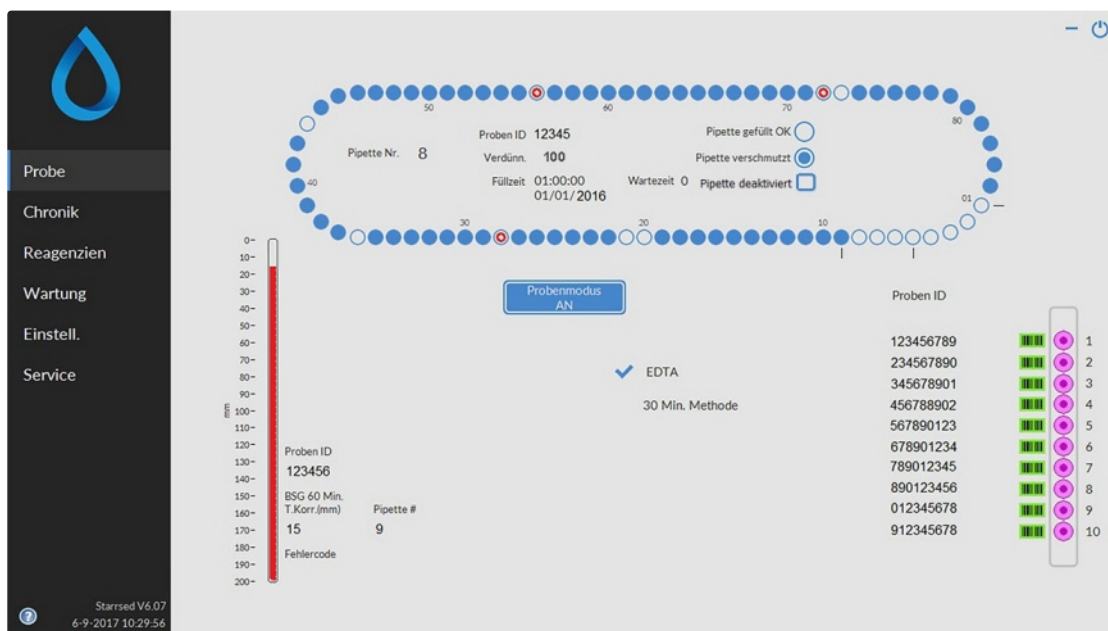 Probe
Chronik
Reagenzien
Wartung
Einstell.
Service
Starrsed V6.07
6-9-2017 10:29:56
50
60
70
80
40
01
30
20
10
Pipette Nr. 8
Proben ID 12345
Verdünn. 100
Füllzeit 01:00:00
01/01/2016
Wartezeit 0
Pipette gefüllt OK
Pipette verschmutzt
Pipette deaktiviert
0
10
20
30
40
50
60
70
80
90
100
110
120
130
140
150
160
170
180
190
200
mm
Proben ID
123456
BSG 60 Min.
T.Korr.(mm) Pipette #
15 9
Fehlercode
Probenmodus
AN
EDTA
30 Min. Methode
Proben ID
123456789 1
234567890 2
345678901 3
456788902 4
567890123 5
678901234 6
789012345 7
890123456 8
012345678 9
912345678 10